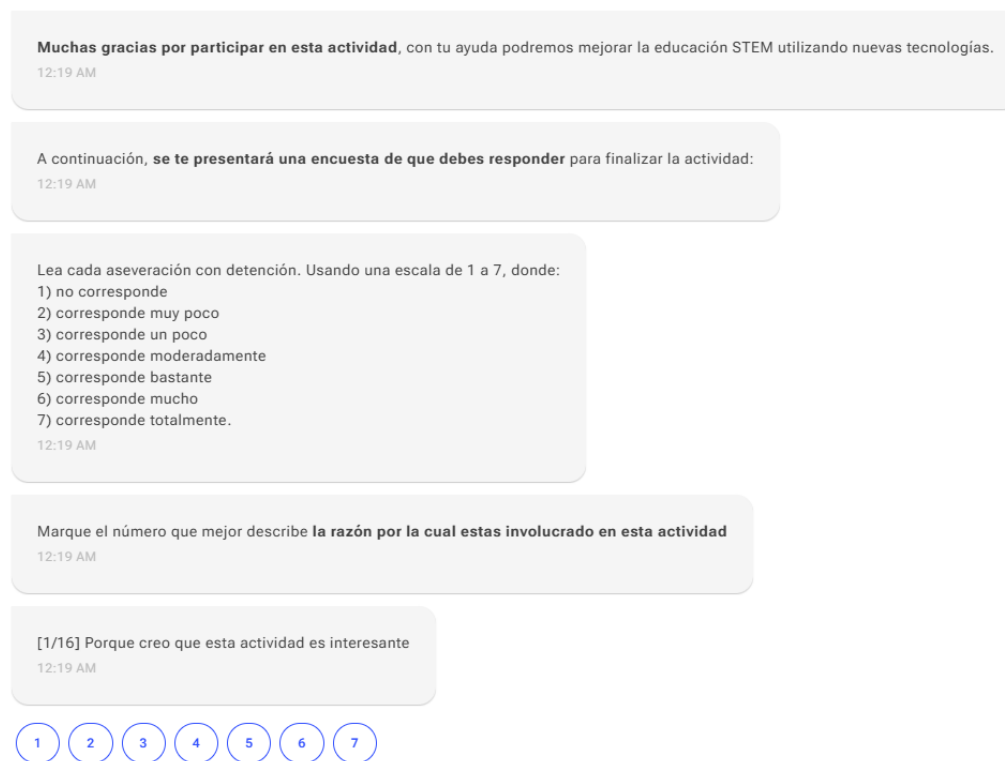 Muchas gracias por participar en esta actividad, con tu ayuda podremos mejorar la educación STEM utilizando nuevas tecnologías.
12:19 AM
A continuación, se te presentará una encuesta de que debes responder para finalizar la actividad:
12:19 AM
Lea cada aseveración con detención. Usando una escala de 1 a 7, donde:
1) no corresponde
2) corresponde muy poco
3) corresponde un poco
4) corresponde moderadamente
5) corresponde bastante
6) corresponde mucho
7) corresponde totalmente.
12:19 AM
Marque el número que mejor describe la razón por la cual estas involucrado en esta actividad
12:19 AM
[1/16] Porque creo que esta actividad es interesante
12:19 AM
1 2 3 4 5 6 7